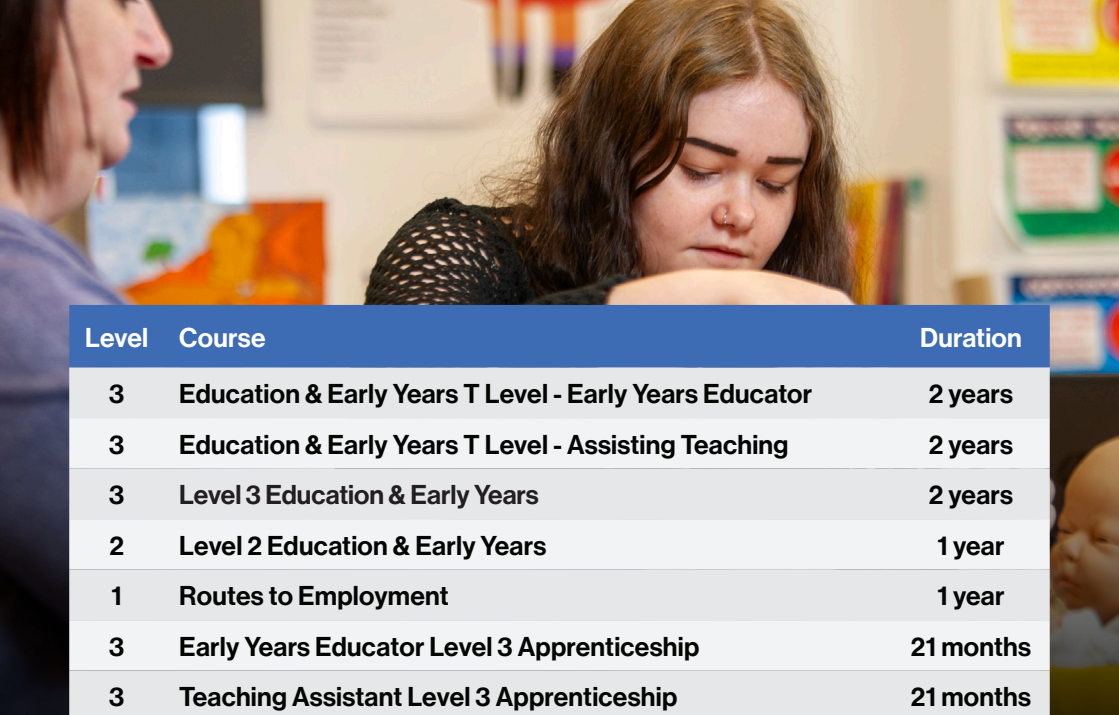 Level Course Duration
3 Education & Early Years T Level - Early Years Educator 2 years
3 Education & Early Years T Level - Assisting Teaching 2 years
3 Level 3 Education & Early Years 2 years
2 Level 2 Education & Early Years 1 year
1 Routes to Employment 1 year
3 Early Years Educator Level 3 Apprenticeship 21 months
3 Teaching Assistant Level 3 Apprenticeship 21 months